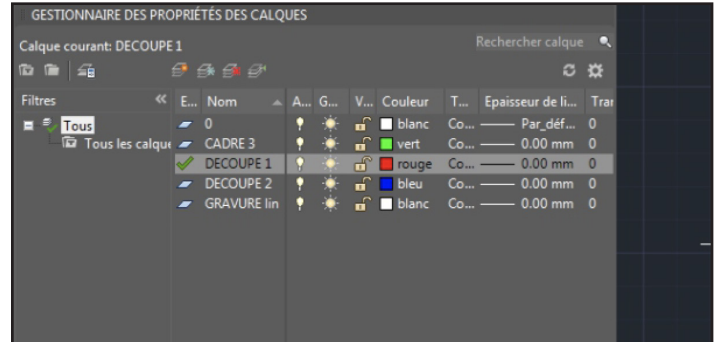 GESTIONNAIRE DES PROPRIÉTÉS DES CALQUES
Calque courant: DECOUPE 1
Rechercher calque
Filtres E... Nom A... G... V... Couleur T... Epaisseur de li... Trar
Tous 0 blanc Co... Par_déf... 0
Tous les calque CADRE 3 vert Co... 0.00 mm 0
DECOUPE 1 rouge Co... 0.00 mm 0
DECOUPE 2 bleu Co... 0.00 mm 0
GRAVURE lin blanc Co... 0.00 mm 0